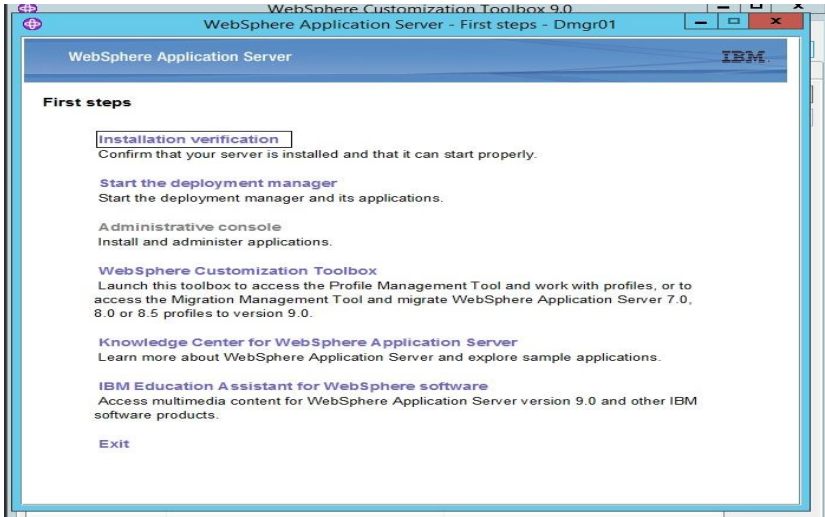 WebSphere Customization Toolbox 9.0
WebSphere Application Server - First steps - Dmgr01
WebSphere Application Server
IBM.
First steps
Installation verification
Confirm that your server is installed and that it can start properly.
Start the deployment manager
Start the deployment manager and its applications.
Administrative console
Install and administer applications.
WebSphere Customization Toolbox
Launch this toolbox to access the Profile Management Tool and work with profiles, or to
access the Migration Management Tool and migrate WebSphere Application Server 7.0,
8.0 or 8.5 profiles to version 9.0.
Knowledge Center for WebSphere Application Server
Learn more about WebSphere Application Server and explore sample applications.
IBM Education Assistant for WebSphere software
Access multimedia content for WebSphere Application Server version 9.0 and other IBM
software products.
Exit